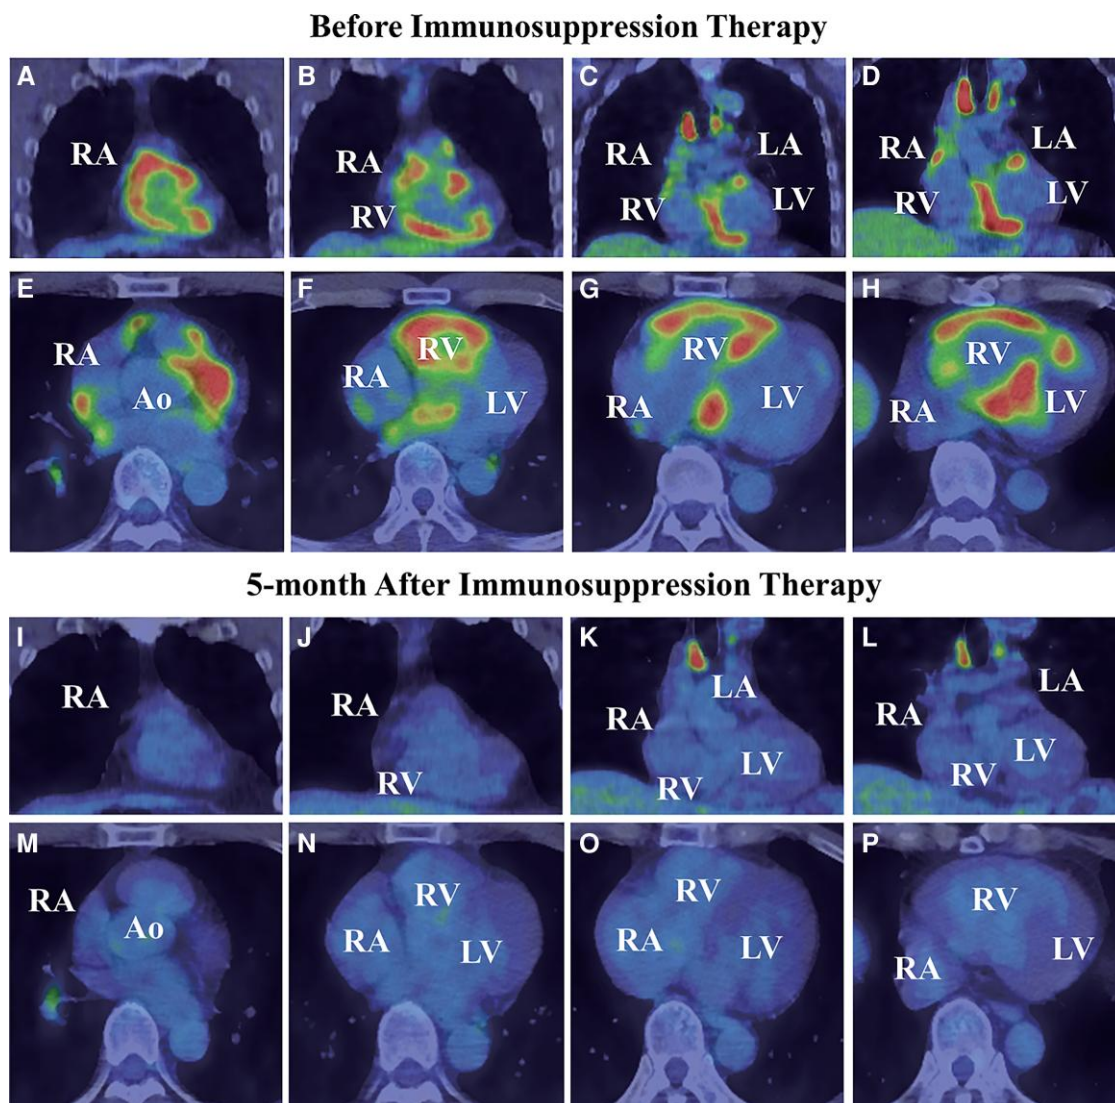 Before Immunosuppression Therapy
A B C D
RA RA RA LA RA LA
RV RV LV RV LV
E F G H
RA RA RV LV RV RV
Ao RA LV RA LV
5-month After Immunosuppression Therapy
I J K L
RA RA RA LA RA LA
RV RV LV RV LV
M N O P
RA RV RV RV
Ao RA LV RA LV RA LV